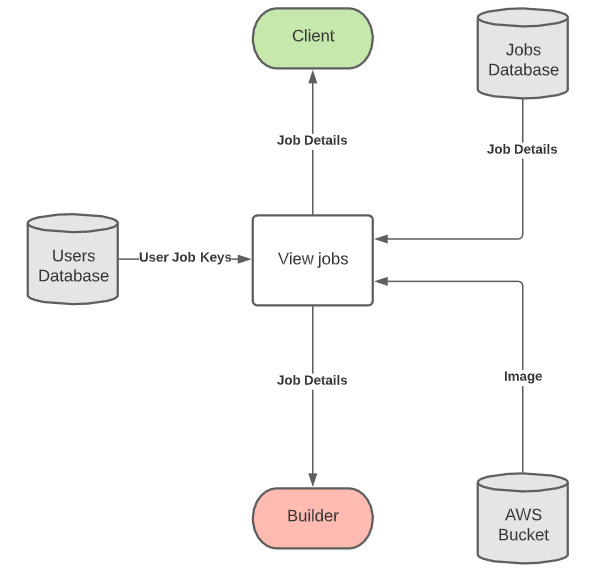 Client
Jobs
Database
Job Details
Job Details
Users
Database
User Job Keys
View jobs
Job Details
Image
Builder
AWS
Bucket